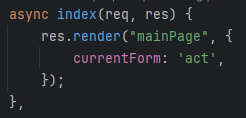 async index(req, res) {
    res.render("mainPage", {
        currentForm: 'act',
    });
},